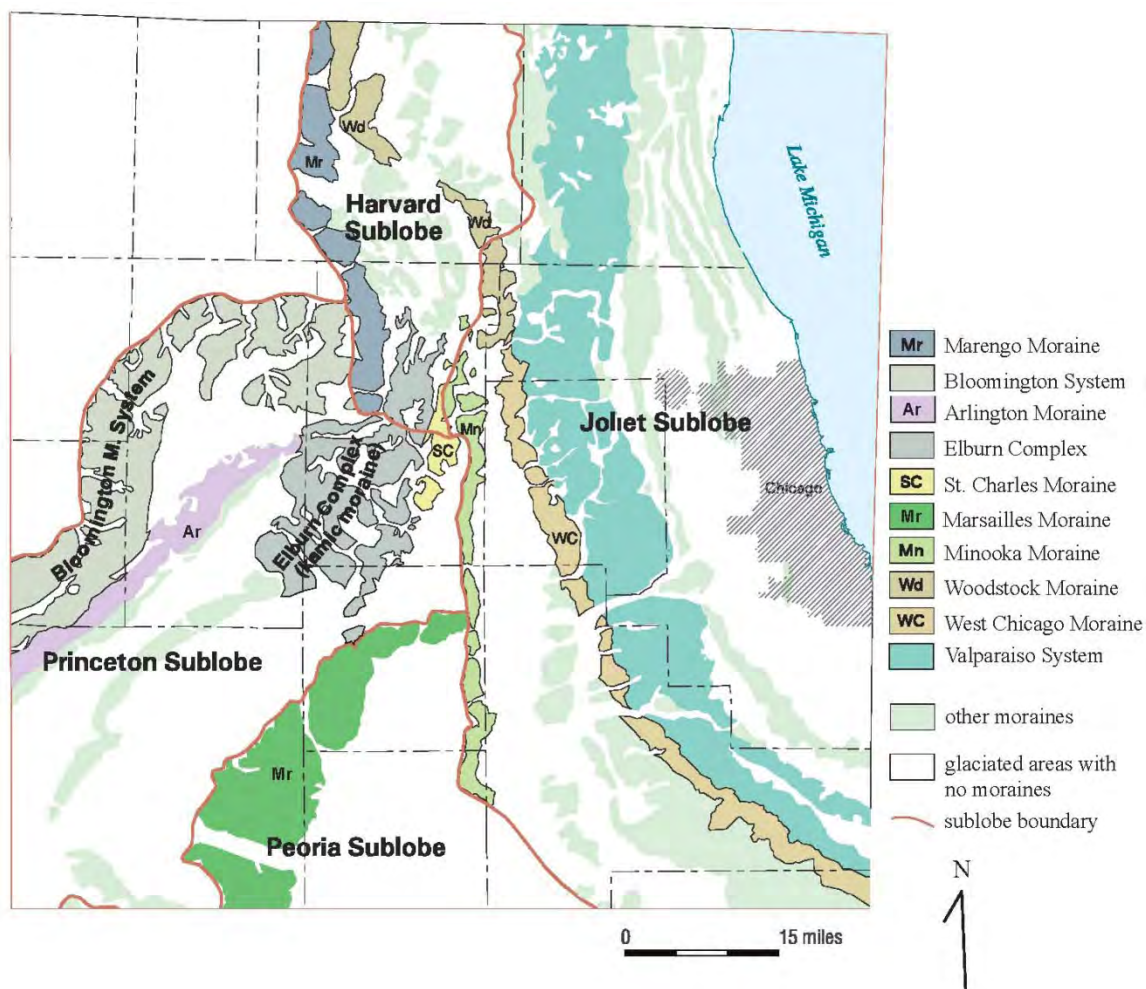 Wd
Mr
Harvard
Sublobe
Wd
Lake Michigan
Bloomington M. System
Ar
Elburn Complex
(kamic moraine)
SC
Mn
Joliet Sublobe
Chicago
WC
Princeton Sublobe
Mr
Peoria Sublobe
Mr Marengo Moraine
Bloomington System
Ar Arlington Moraine
Elburn Complex
SC St. Charles Moraine
Mr Marsailles Moraine
Mn Minooka Moraine
Wd Woodstock Moraine
WC West Chicago Moraine
Valparaiso System
other moraines
glaciated areas with
no moraines
sublobe boundary
N
0 15 miles